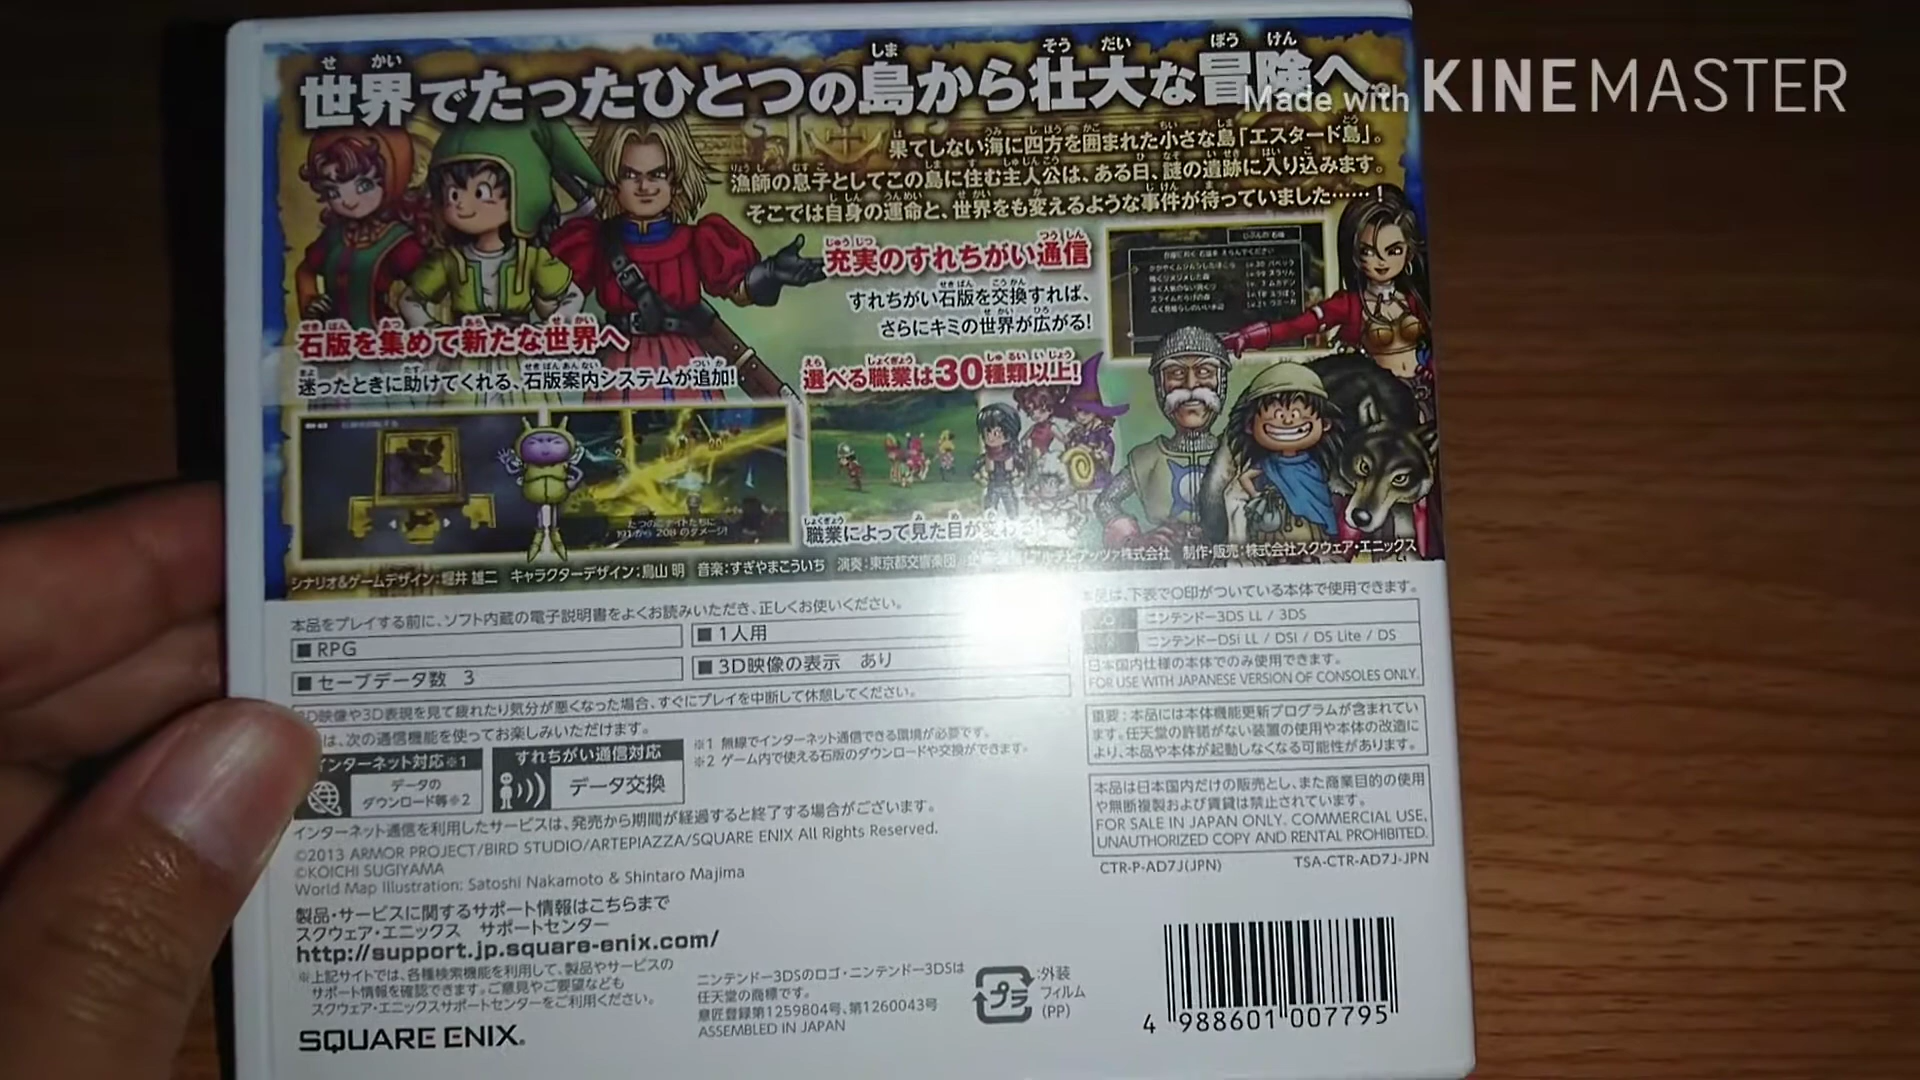 世界でたったひとつの島から壮大な冒険へ。
Made with KINEMASTER
果てしない海に四方を囲まれた小さな島「エスタード島」。
漁師の息子としてこの島に住む主人公は、ある日、謎の遺跡に入り込みます。
そこでは自身の運命と、世界をも変えるような事件が待っていました……！
充実のすれちがい通信
すれちがい石版を交換すれば、
さらにキミの世界が広がる!
石版を集めて新たな世界へ
迷ったときに助けてくれる、石版案内システムが追加!
選べる職業は30種類以上!
職業によって見た目が変わる!
シナリオ&ゲームデザイン:堀井 雄二 キャラクターデザイン:鳥山 明 音楽:すぎやまこういち 演奏:東京都交響楽団
アルテピアッツァ株式会社 制作・販売:株式会社スクウェア・エニックス
本品をプレイする前に、ソフト内蔵の電子説明書をよくお読みいただき、正しくお使いください。
■ RPG
■ 1人用
■ セーブデータ数 3
■ 3D映像の表示 あり
3D映像や3D表現を見て疲れたり気分が悪くなった場合、すぐにプレイを中断して休憩してください。
は、次の通信機能を使ってお楽しみいただけます。
インターネット対応※1
データの
ダウンロード等※2
すれちがい通信対応
データ交換
※1 無線でインターネット通信できる環境が必要です。
※2 ゲーム内で使える石版のダウンロードや交換ができます。
インターネット通信を利用したサービスは、発売から期間が経過すると終了する場合がございます。
©2013 ARMOR PROJECT/BIRD STUDIO/ARTEPIAZZA/SQUARE ENIX All Rights Reserved.
©KOICHI SUGIYAMA
World Map Illustration: Satoshi Nakamoto & Shintaro Majima
製品・サービスに関するサポート情報はこちらまで
スクウェア・エニックス サポートセンター
http://support.jp.square-enix.com/
※上記サイトでは、各種検索機能を利用して、製品やサービスの
サポート情報を確認できます。ご意見やご要望なども
スクウェア・エニックスサポートセンターをご利用ください。
SQUARE ENIX.
ニンテンドー3DSのロゴ・ニンテンドー3DSは
任天堂の商標です。
意匠登録第1259804号、第1260043号
ASSEMBLED IN JAPAN
プラ
:外装
フィルム
(PP)
本品は、下表で○印がついている本体で使用できます。
ニンテンドー3DS LL / 3DS
ニンテンドーDSi LL / DSi / DS Lite / DS
日本国内仕様の本体でのみ使用できます。
FOR USE WITH JAPANESE VERSION OF CONSOLES ONLY.
重要:本品には本体機能更新プログラムが含まれてい
ます。任天堂の許諾がない装置の使用や本体の改造に
より、本品や本体が起動しなくなる可能性があります。
本品は日本国内だけの販売とし、また商業目的の使用
や無断複製および賃貸は禁止されています。
FOR SALE IN JAPAN ONLY. COMMERCIAL USE,
UNAUTHORIZED COPY AND RENTAL PROHIBITED.
CTR-P-AD7J(JPN)
TSA-CTR-AD7J-JPN
4 988601 007795